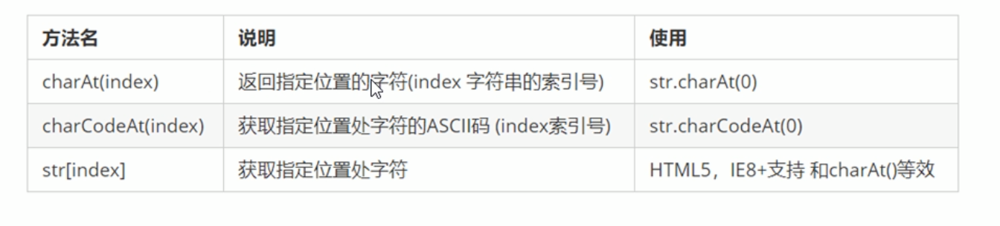 方法名 说明 使用
charAt(index) 返回指定位置的字符(index 字符串的索引号) str.charAt(0)
charCodeAt(index) 获取指定位置处字符的ASCII码 (index索引号) str.charCodeAt(0)
str[index] 获取指定位置处字符 HTML5，IE8+支持 和charAt()等效